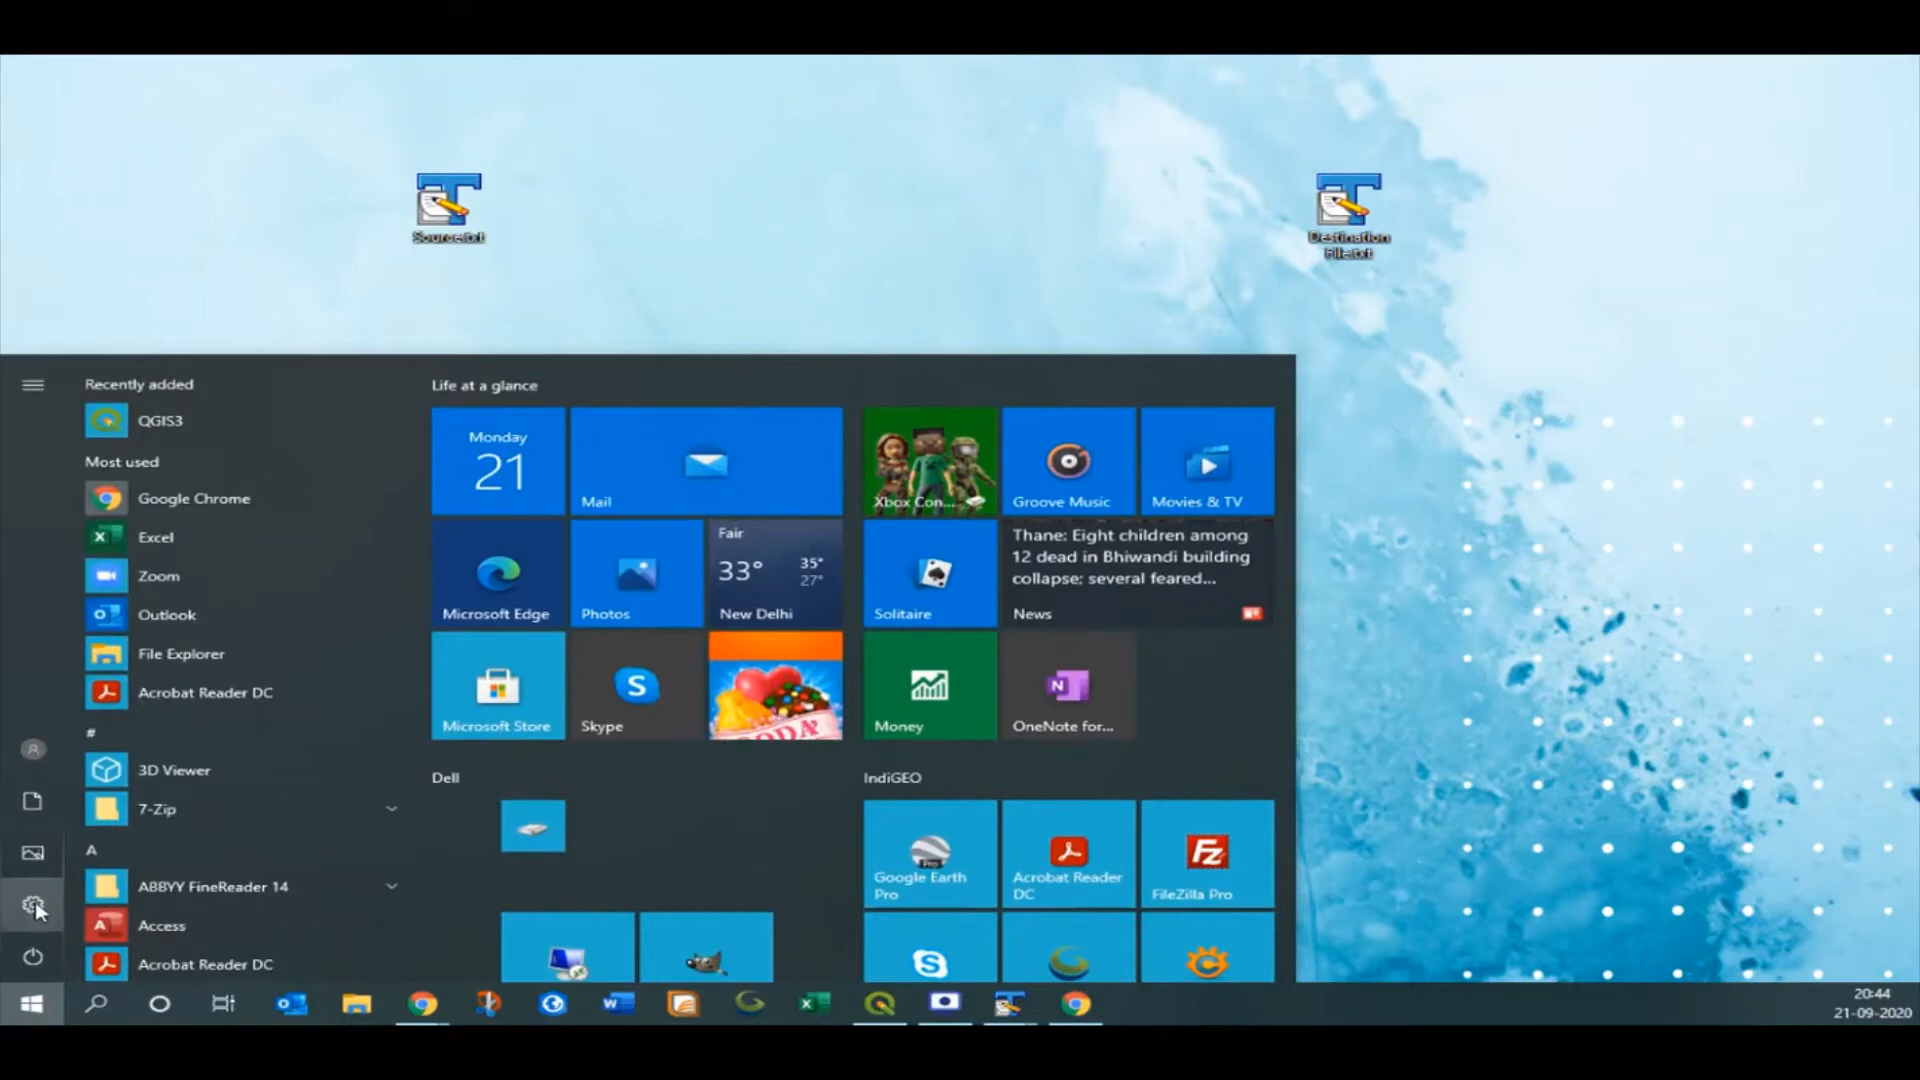 Source.txt
Destination
File.txt
Recently added
QGIS3
Most used
Google Chrome
Excel
Zoom
Outlook
File Explorer
Acrobat Reader DC
#
3D Viewer
7-Zip
A
ABBYY FineReader 14
Access
Acrobat Reader DC
Life at a glance
Monday
21
Mail
Microsoft Edge
Photos
Fair
33°
35°
27°
New Delhi
Microsoft Store
Skype
Xbox Con...
Groove Music
Movies & TV
Solitaire
Thane: Eight children among
12 dead in Bhiwandi building
collapse; several feared...
News
Money
OneNote for...
Dell
IndiGEO
Google Earth
Pro
Acrobat Reader
DC
FileZilla Pro
20:44
21-09-2020